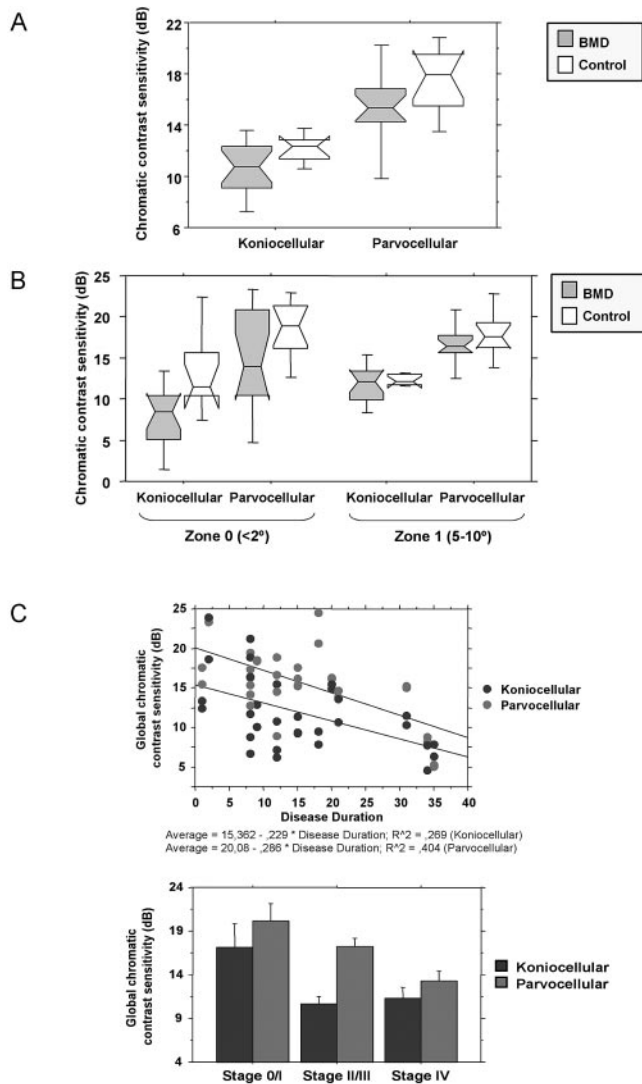 A
Chromatic contrast sensitivity (dB)
22
18
14
10
6
Koniocellular
Parvocellular
BMD
Control
B
Chromatic contrast sensitivity (dB)
25
20
15
10
5
0
Koniocellular Parvocellular
Koniocellular Parvocellular
Zone 0 (<2º)
Zone 1 (5-10º)
BMD
Control
C
Global chromatic
contrast sensitivity (dB)
25
20
15
10
5
0 5 10 15 20 25 30 35 40
Disease Duration
Koniocellular
Parvocellular
Average = 15,362 - ,229 * Disease Duration; R^2 = ,269 (Koniocellular)
Average = 20,08 - ,286 * Disease Duration; R^2 = ,404 (Parvocellular)
Global chromatic
contrast sensitivity (dB)
24
19
14
9
4
Stage 0/I Stage II/III Stage IV
Koniocellular
Parvocellular